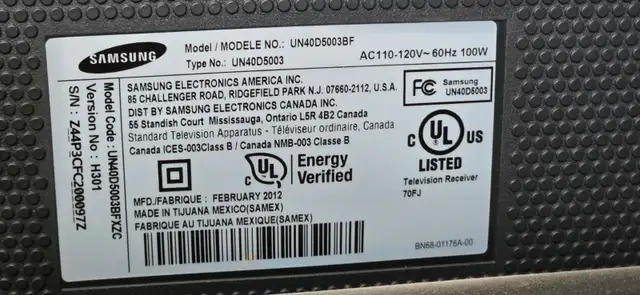 SAMSUNG
Model / MODELE NO.: UN40D5003BF
Type No.: UN40D5003
AC110-120V~ 60Hz 100W
SAMSUNG ELECTRONICS AMERICA INC.
85 CHALLENGER ROAD, RIDGEFIELD PARK N.J. 07660-2112, U.S.A.
DIST BY SAMSUNG ELECTRONICS CANADA INC.
55 Standish Court Mississauga, Ontario L5R 4B2 Canada
Standard Television Apparatus - Téléviseur ordinaire, Canada
Canada ICES-003Class B / Canada NMB-003 Classe B
FC Samsung
UN40D5003
C UL US
LISTED
Television Receiver
70FJ
C UL
Energy
Verified
MFD./FABRIQUÉ : FEBRUARY 2012
MADE IN TIJUANA MEXICO(SAMEX)
FABRIQUE AU TIJUANA MEXIQUE(SAMEX)
BN68-01176A-00
Model Code : UN40D5003BFXZC
Version No : H301
S/N : Z44P3CFC200097Z